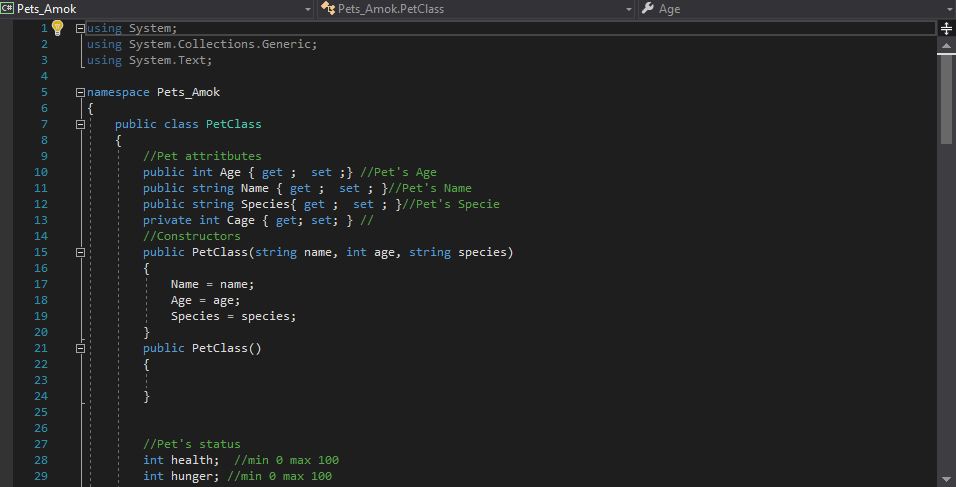 C# Pets_Amok Pets_Amok.PetClass Age
1 using System;
2 using System.Collections.Generic;
3 using System.Text;
4
5 namespace Pets_Amok
6 {
7 public class PetClass
8 {
9 //Pet attritbutes
10 public int Age { get ;  set ;} //Pet's Age
11 public string Name { get ;  set ; }//Pet's Name
12 public string Species{ get ;  set ; }//Pet's Specie
13 private int Cage { get; set; } //
14 //Constructors
15 public PetClass(string name, int age, string species)
16 {
17 Name = name;
18 Age = age;
19 Species = species;
20 }
21 public PetClass()
22 {
23
24 }
25
26
27 //Pet's status
28 int health;  //min 0 max 100
29 int hunger; //min 0 max 100